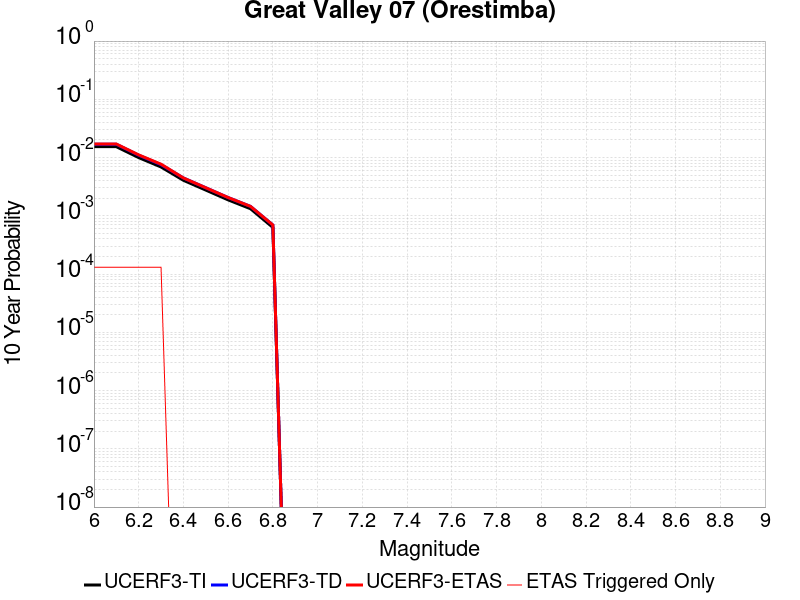 Great Valley 07 (Orestimba)
10^0
10^-1
10^-2
10^-3
10^-4
10^-5
10^-6
10^-7
10^-8
10 Year Probability
6 6.2 6.4 6.6 6.8 7 7.2 7.4 7.6 7.8 8 8.2 8.4 8.6 8.8 9
Magnitude
UCERF3-TI UCERF3-TD UCERF3-ETAS ETAS Triggered Only